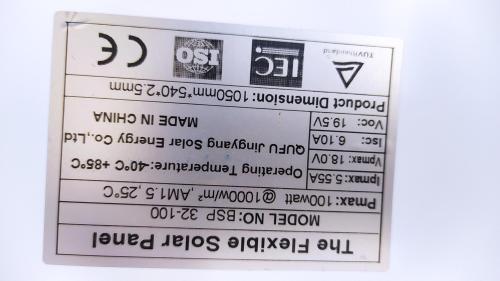 The Flexible Solar Panel
MODEL NO: BSP 32-100
Pmax: 100watt @1000w/m², AM1.5, 25°C
Ipmax: 5.55A
Operating Temperature: -40°C +85°C
Vpmax: 18.0V
Isc: 6.10A
QUFU Jingyang Solar Energy Co.,Ltd
Voc: 19.5V
MADE IN CHINA
Product Dimension: 1050mm*540*2.5mm
TUVRheinland
IEC
ISO
CE